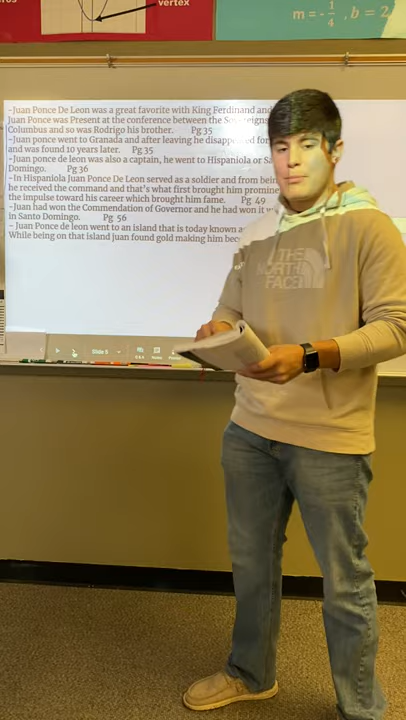 vertex
m = - 1/4 , b = 2
-Juan Ponce De Leon was a great favorite with King Ferdinand and
Juan Ponce was Present at the conference between the Sovereigns
Columbus and so was Rodrigo his brother. Pg 35
-Juan ponce went to Granada and after leaving he disappeared for
and was found 10 years later. Pg 35
-Juan ponce de leon was also a captain, he went to Hispaniola or
Domingo. Pg 36
-In Hispaniola Juan Ponce De Leon served as a soldier and from
he received the command and that's what first brought him
the impulse toward his career which brought him fame. Pg 49
-Juan had won the Commendation of Governor and he had won it
in Santo Domingo. Pg 56
- Juan Ponce de leon went to an island that is today known
While being on that island juan found gold making him
Slide 5
THE
NORTH
FACE